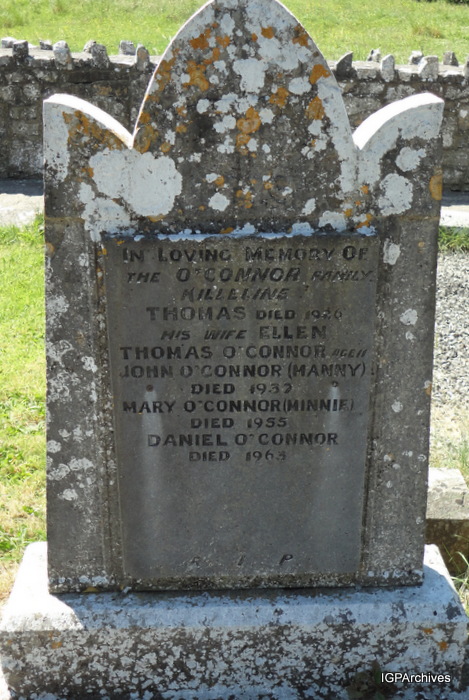 IN LOVING MEMORY OF
THE O'CONNOR FAMILY
KILLELINE
THOMAS DIED 1926
HIS WIFE ELLEN
THOMAS O'CONNOR
JOHN O'CONNOR (MANNY)
DIED 1937
MARY O'CONNOR (MINNIE)
DIED 1955
DANIEL O'CONNOR
DIED 1963
R I P
IGPArchives